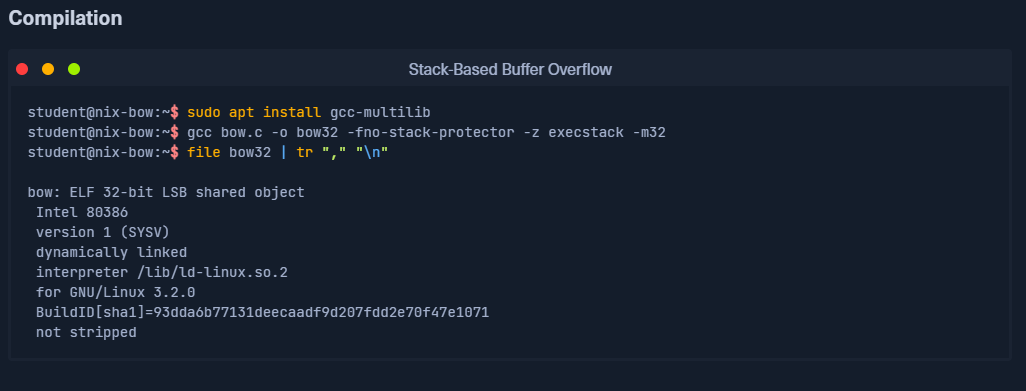 Compilation
Stack-Based Buffer Overflow
student@nix-bow:~$ sudo apt install gcc-multilib
student@nix-bow:~$ gcc bow.c -o bow32 -fno-stack-protector -z execstack -m32
student@nix-bow:~$ file bow32 | tr "," "\n"
bow: ELF 32-bit LSB shared object
Intel 80386
version 1 (SYSV)
dynamically linked
interpreter /lib/ld-linux.so.2
for GNU/Linux 3.2.0
BuildID[sha1]=93dda6b77131deecaadf9d207fdd2e70f47e1071
not stripped